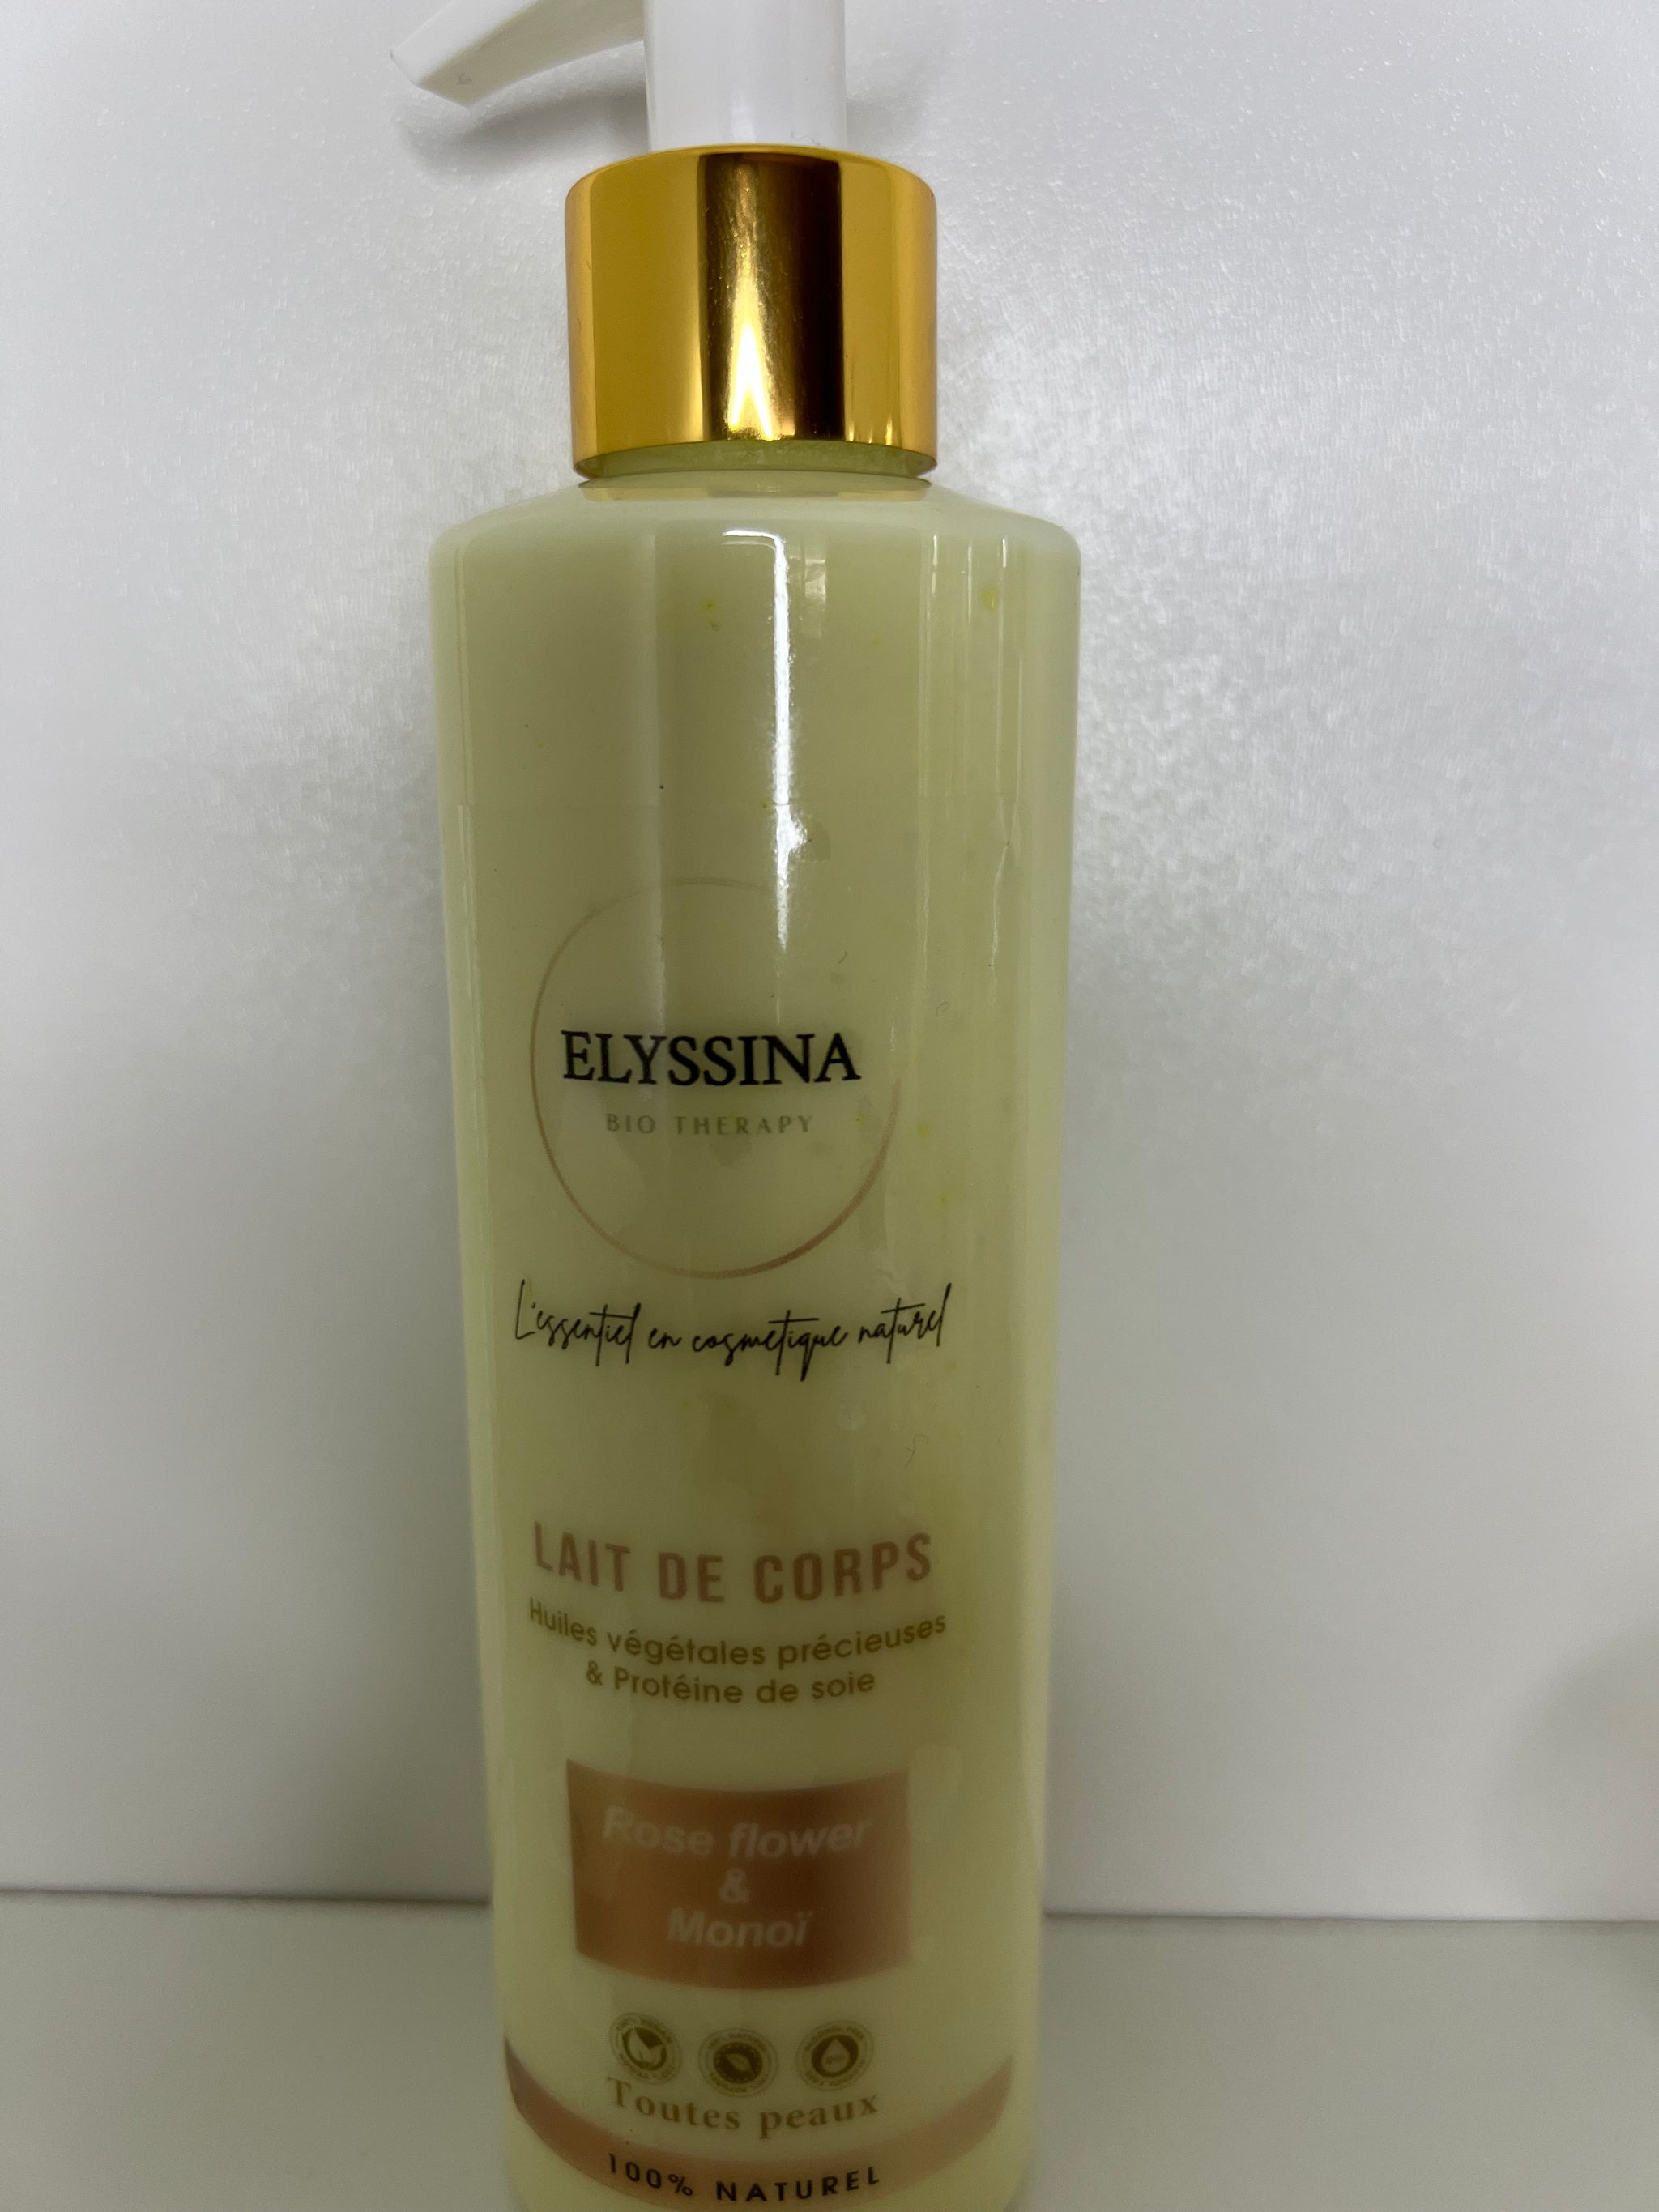 ELYSSINA
BIO THERAPY
L'essentiel en cosmetique naturel
LAIT DE CORPS
Huiles végétales précieuses
& Protéine de soie
Rose flower
&
Monoï
Toutes peaux
100% NATUREL